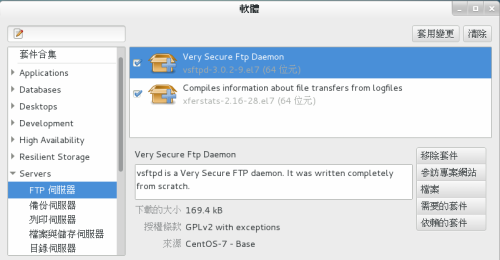 軟體
套用變更
清除
套件合集
Applications
Databases
Desktops
Development
High Availability
Resilient Storage
Servers
FTP 伺服器
備份伺服器
列印伺服器
檔案與儲存伺服器
目錄伺服器
Very Secure Ftp Daemon
vsftpd-3.0.2-9.el7 (64 位元)
Compiles information about file transfers from logfiles
xferstats-2.16-28.el7 (64 位元)
Very Secure Ftp Daemon
vsftpd is a Very Secure FTP daemon. It was written completely
from scratch.
下載的大小 169.4 kB
授權條款 GPLv2 with exceptions
來源 CentOS-7 - Base
移除套件
參訪專案網站
檔案
需要的套件
依賴的套件